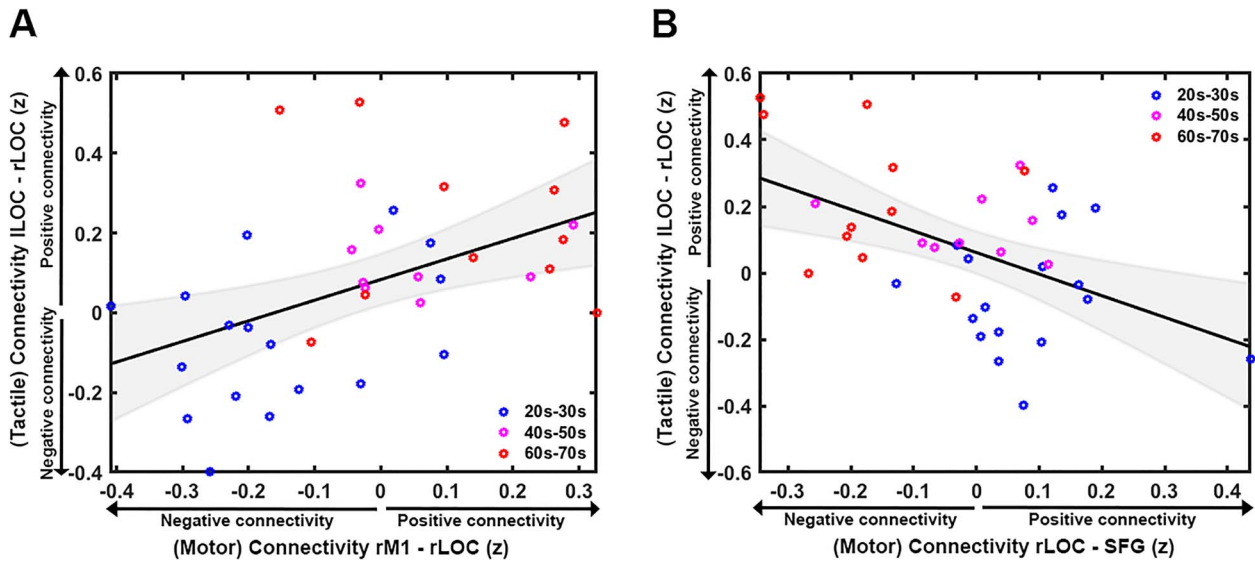 A
(Tactile) Connectivity lLOC - rLOC (z)
Positive connectivity
Negative connectivity
0.6
0.4
0.2
0
-0.2
-0.4
20s-30s
40s-50s
60s-70s
-0.4 -0.3 -0.2 -0.1 0 0.1 0.2 0.3
Negative connectivity Positive connectivity
(Motor) Connectivity rM1 - rLOC (z)
B
(Tactile) Connectivity lLOC - rLOC (z)
Positive connectivity
Negative connectivity
0.6
0.4
0.2
0
-0.2
-0.4
-0.6
20s-30s
40s-50s
60s-70s
-0.3 -0.2 -0.1 0 0.1 0.2 0.3 0.4
Negative connectivity Positive connectivity
(Motor) Connectivity rLOC - SFG (z)